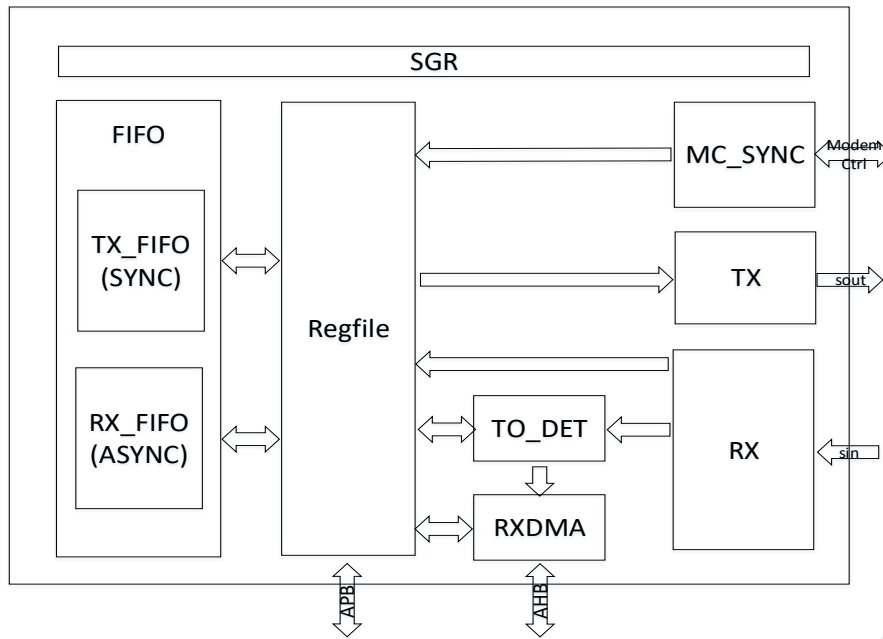 SGR
FIFO
TX_FIFO
(SYNC)
RX_FIFO
(ASYNC)
Regfile
MC_SYNC
Modem
Ctrl
TX
sout
TO_DET
RX
sin
RXDMA
APB
AHB